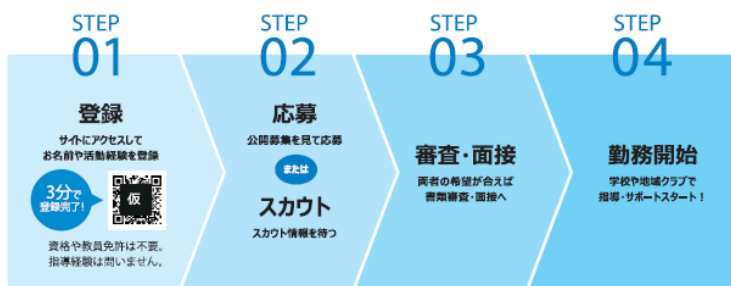 STEP
01
登録
サイトにアクセスして
お名前や活動経験を登録
3分で
登録完了!
仮
資格や教員免許は不要。
指導経験は問いません。
STEP
02
応募
公開募集を見て応募
または
スカウト
スカウト情報を待つ
STEP
03
審査・面接
両者の希望が合えば
書類審査・面接へ
STEP
04
勤務開始
学校や地域クラブで
指導・サポートスタート!